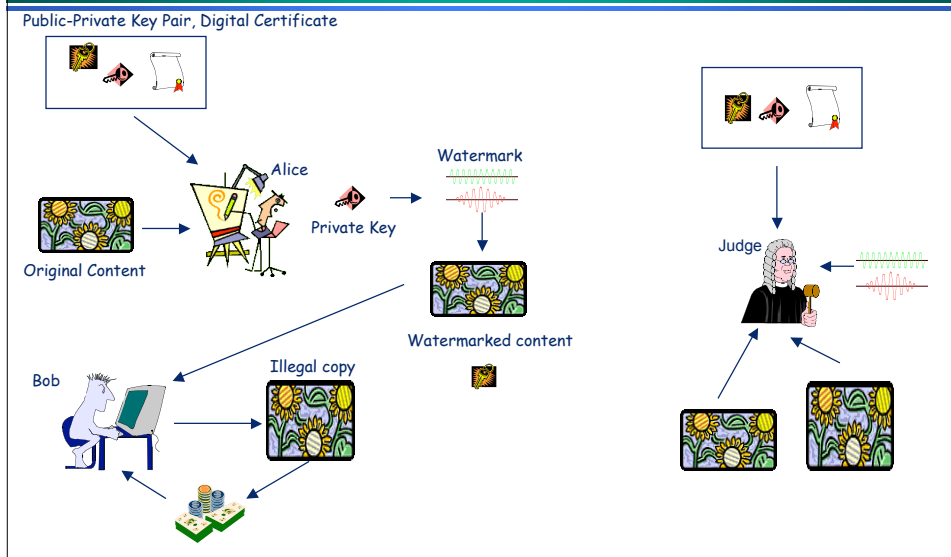 Public-Private Key Pair, Digital Certificate
Alice
Watermark
Private Key
Original Content
Judge
Watermarked content
Illegal copy
Bob